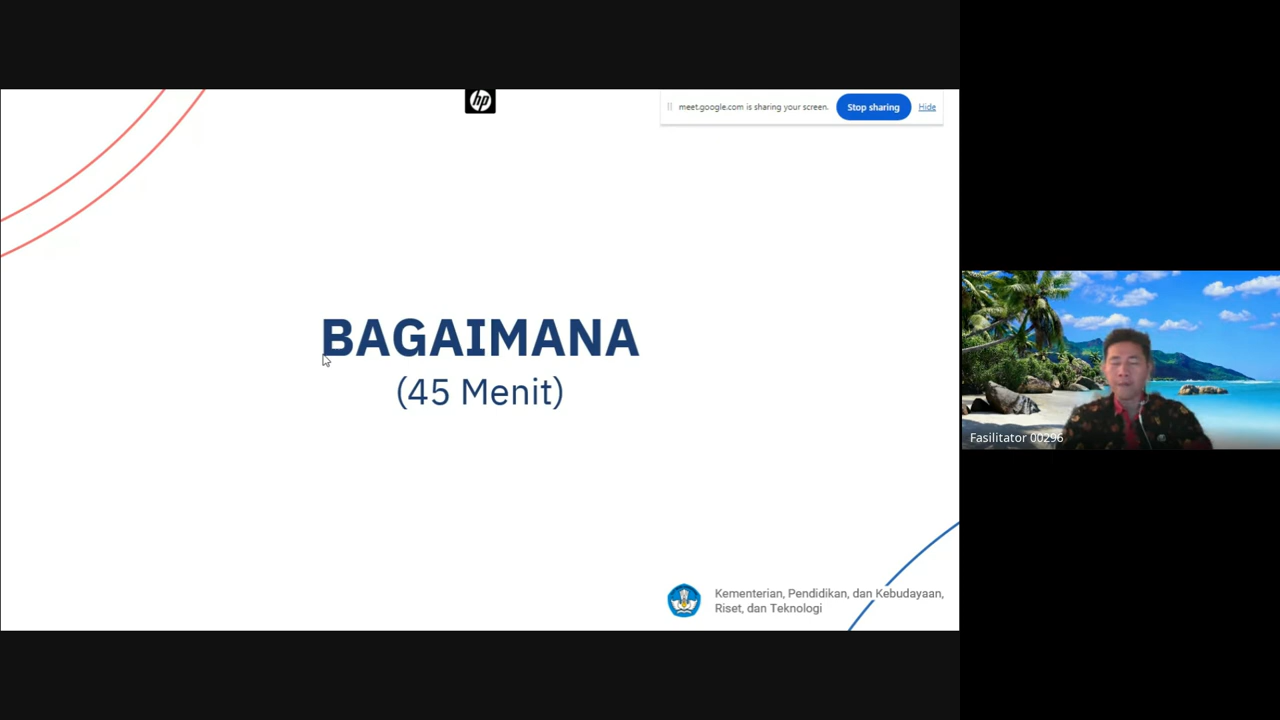 hp
meet.google.com is sharing your screen.
Stop sharing
Hide
BAGAIMANA
(45 Menit)
Fasilitator 00296
Kementerian, Pendidikan, dan Kebudayaan,
Riset, dan Teknologi